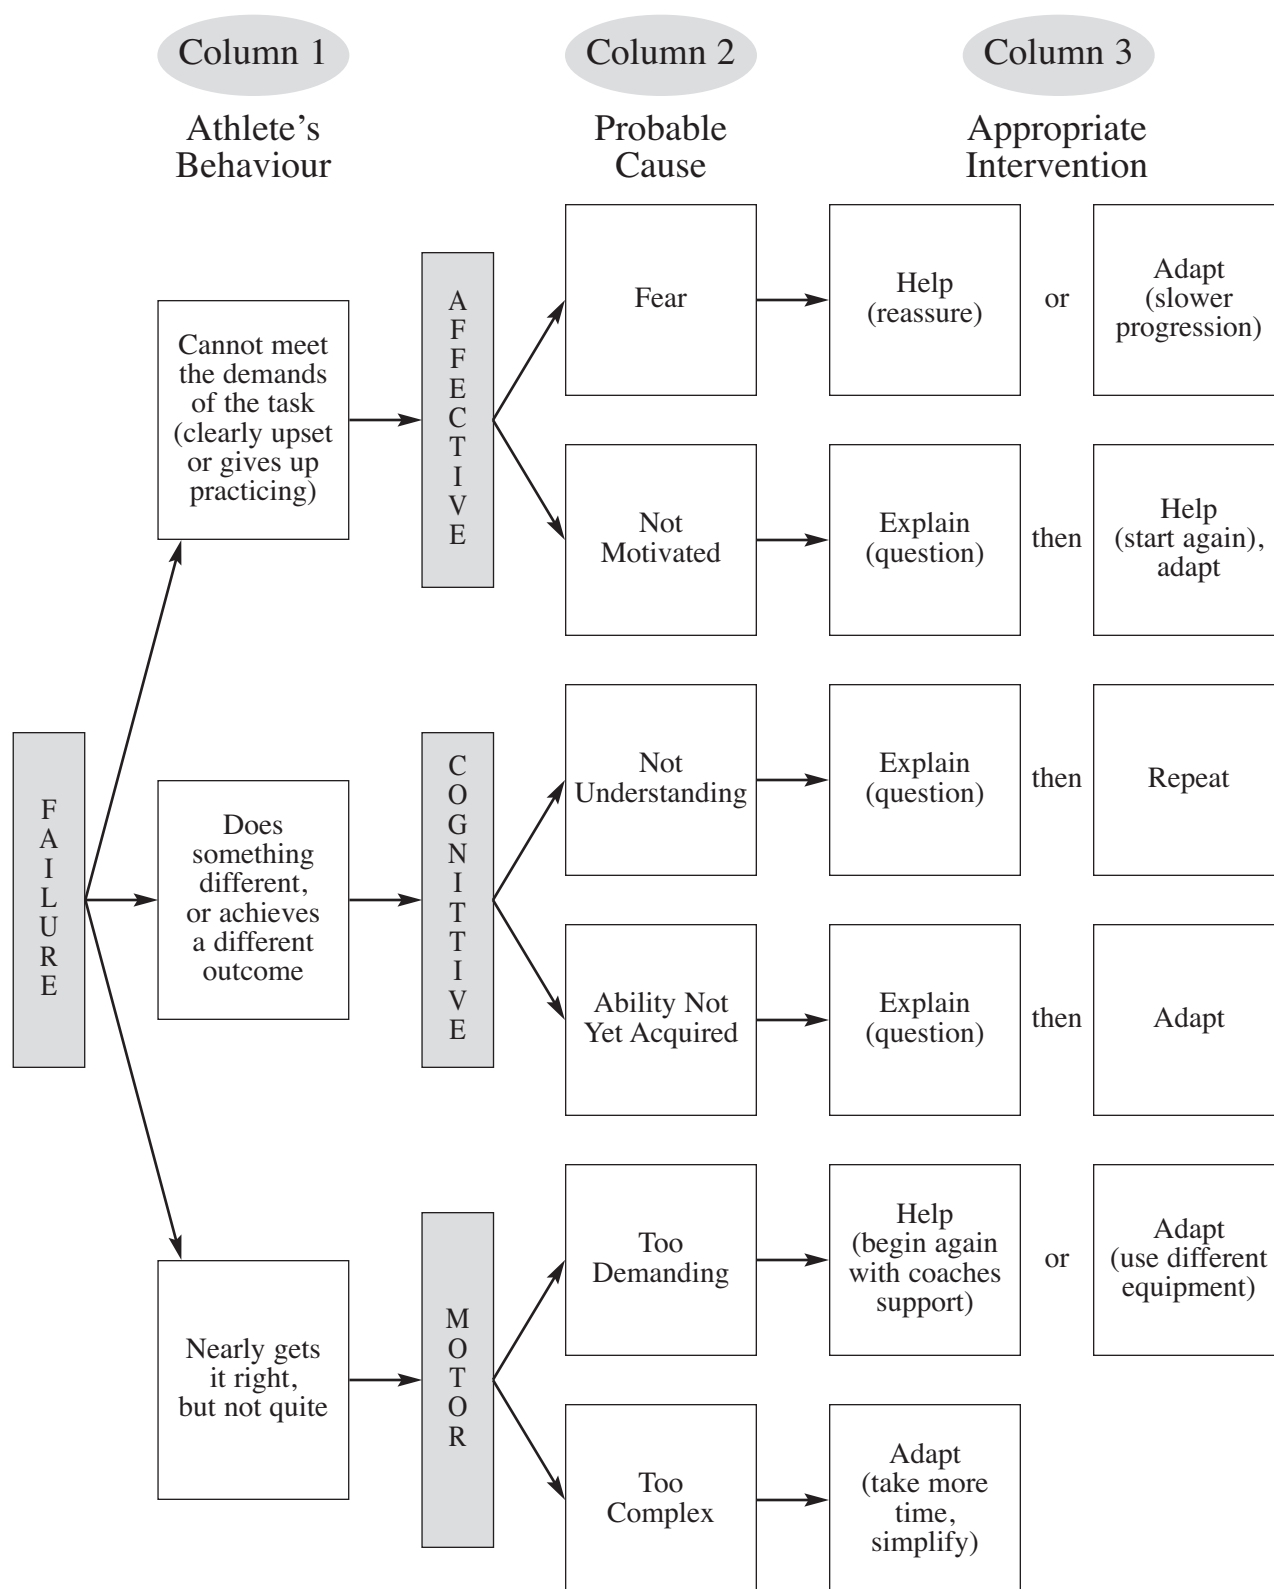 Column 1
Column 2
Column 3
Athlete's
Behaviour
Probable
Cause
Appropriate
Intervention
FAILURE
Cannot meet
the demands
of the task
(clearly upset
or gives up
practicing)
AFFECTIVE
Fear
Help
(reassure)
or
Adapt
(slower
progression)
Not
Motivated
Explain
(question)
then
Help
(start again),
adapt
Does
something
different,
or achieves
a different
outcome
COGNITTIVE
Not
Understanding
Explain
(question)
then
Repeat
Ability Not
Yet Acquired
Explain
(question)
then
Adapt
Nearly gets
it right,
but not quite
MOTOR
Too
Demanding
Help
(begin again
with coaches
support)
or
Adapt
(use different
equipment)
Too
Complex
Adapt
(take more
time,
simplify)